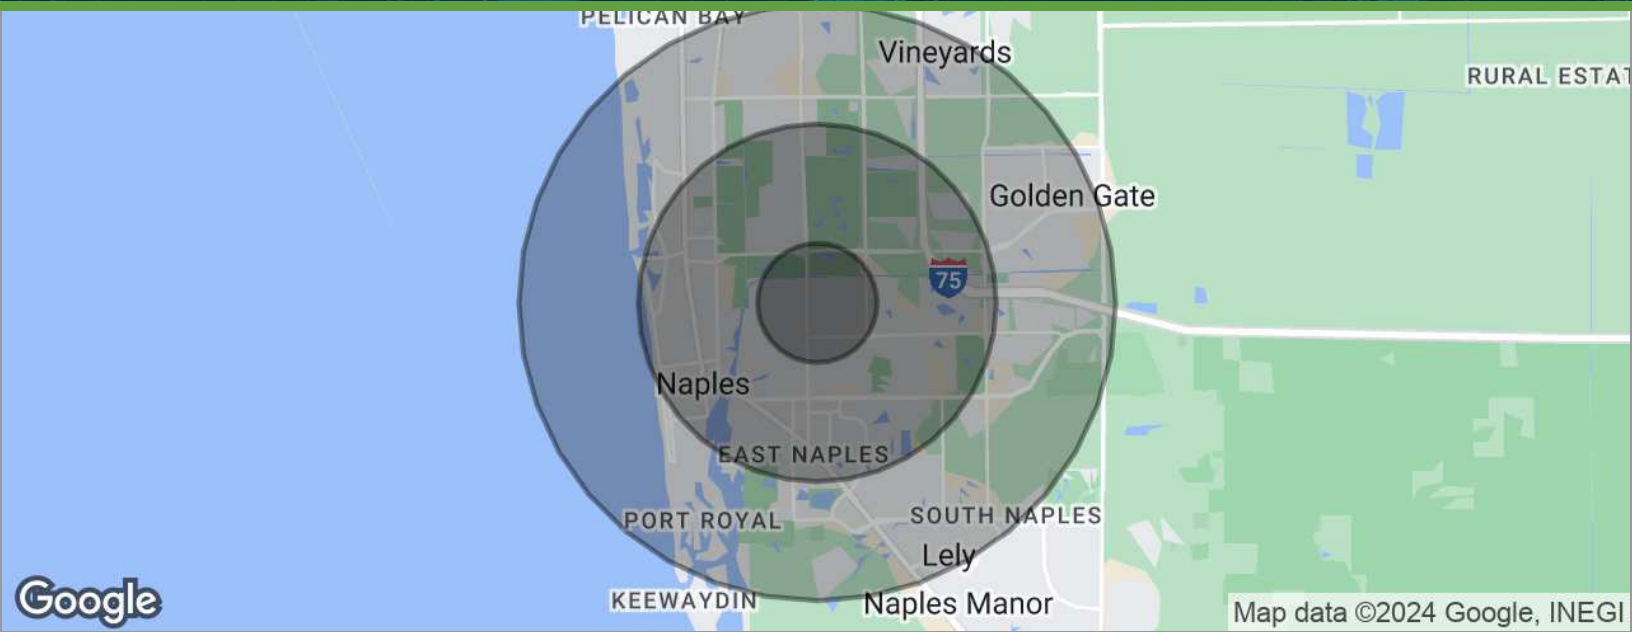 PELICAN BAY
Vineyards
RURAL ESTAT
Golden Gate
75
Naples
EAST NAPLES
PORT ROYAL
SOUTH NAPLES
Lely
KEEWAYDIN
Naples Manor
Google
Map data ©2024 Google, INEGI